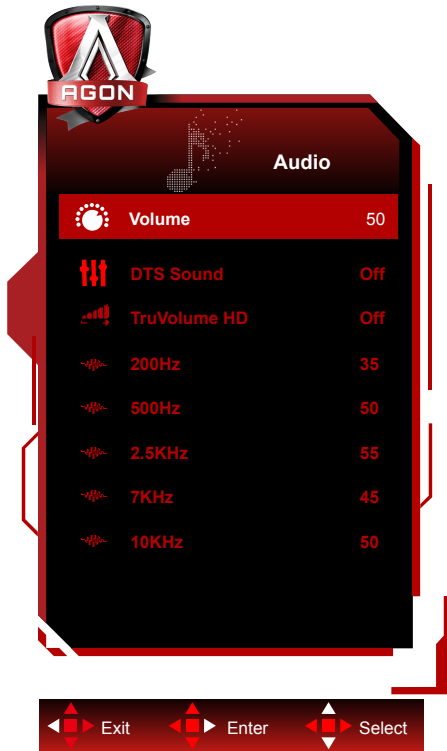 AGON
Audio
Volume 50
DTS Sound Off
TruVolume HD Off
200Hz 35
500Hz 50
2.5KHz 55
7KHz 45
10KHz 50
Exit Enter Select